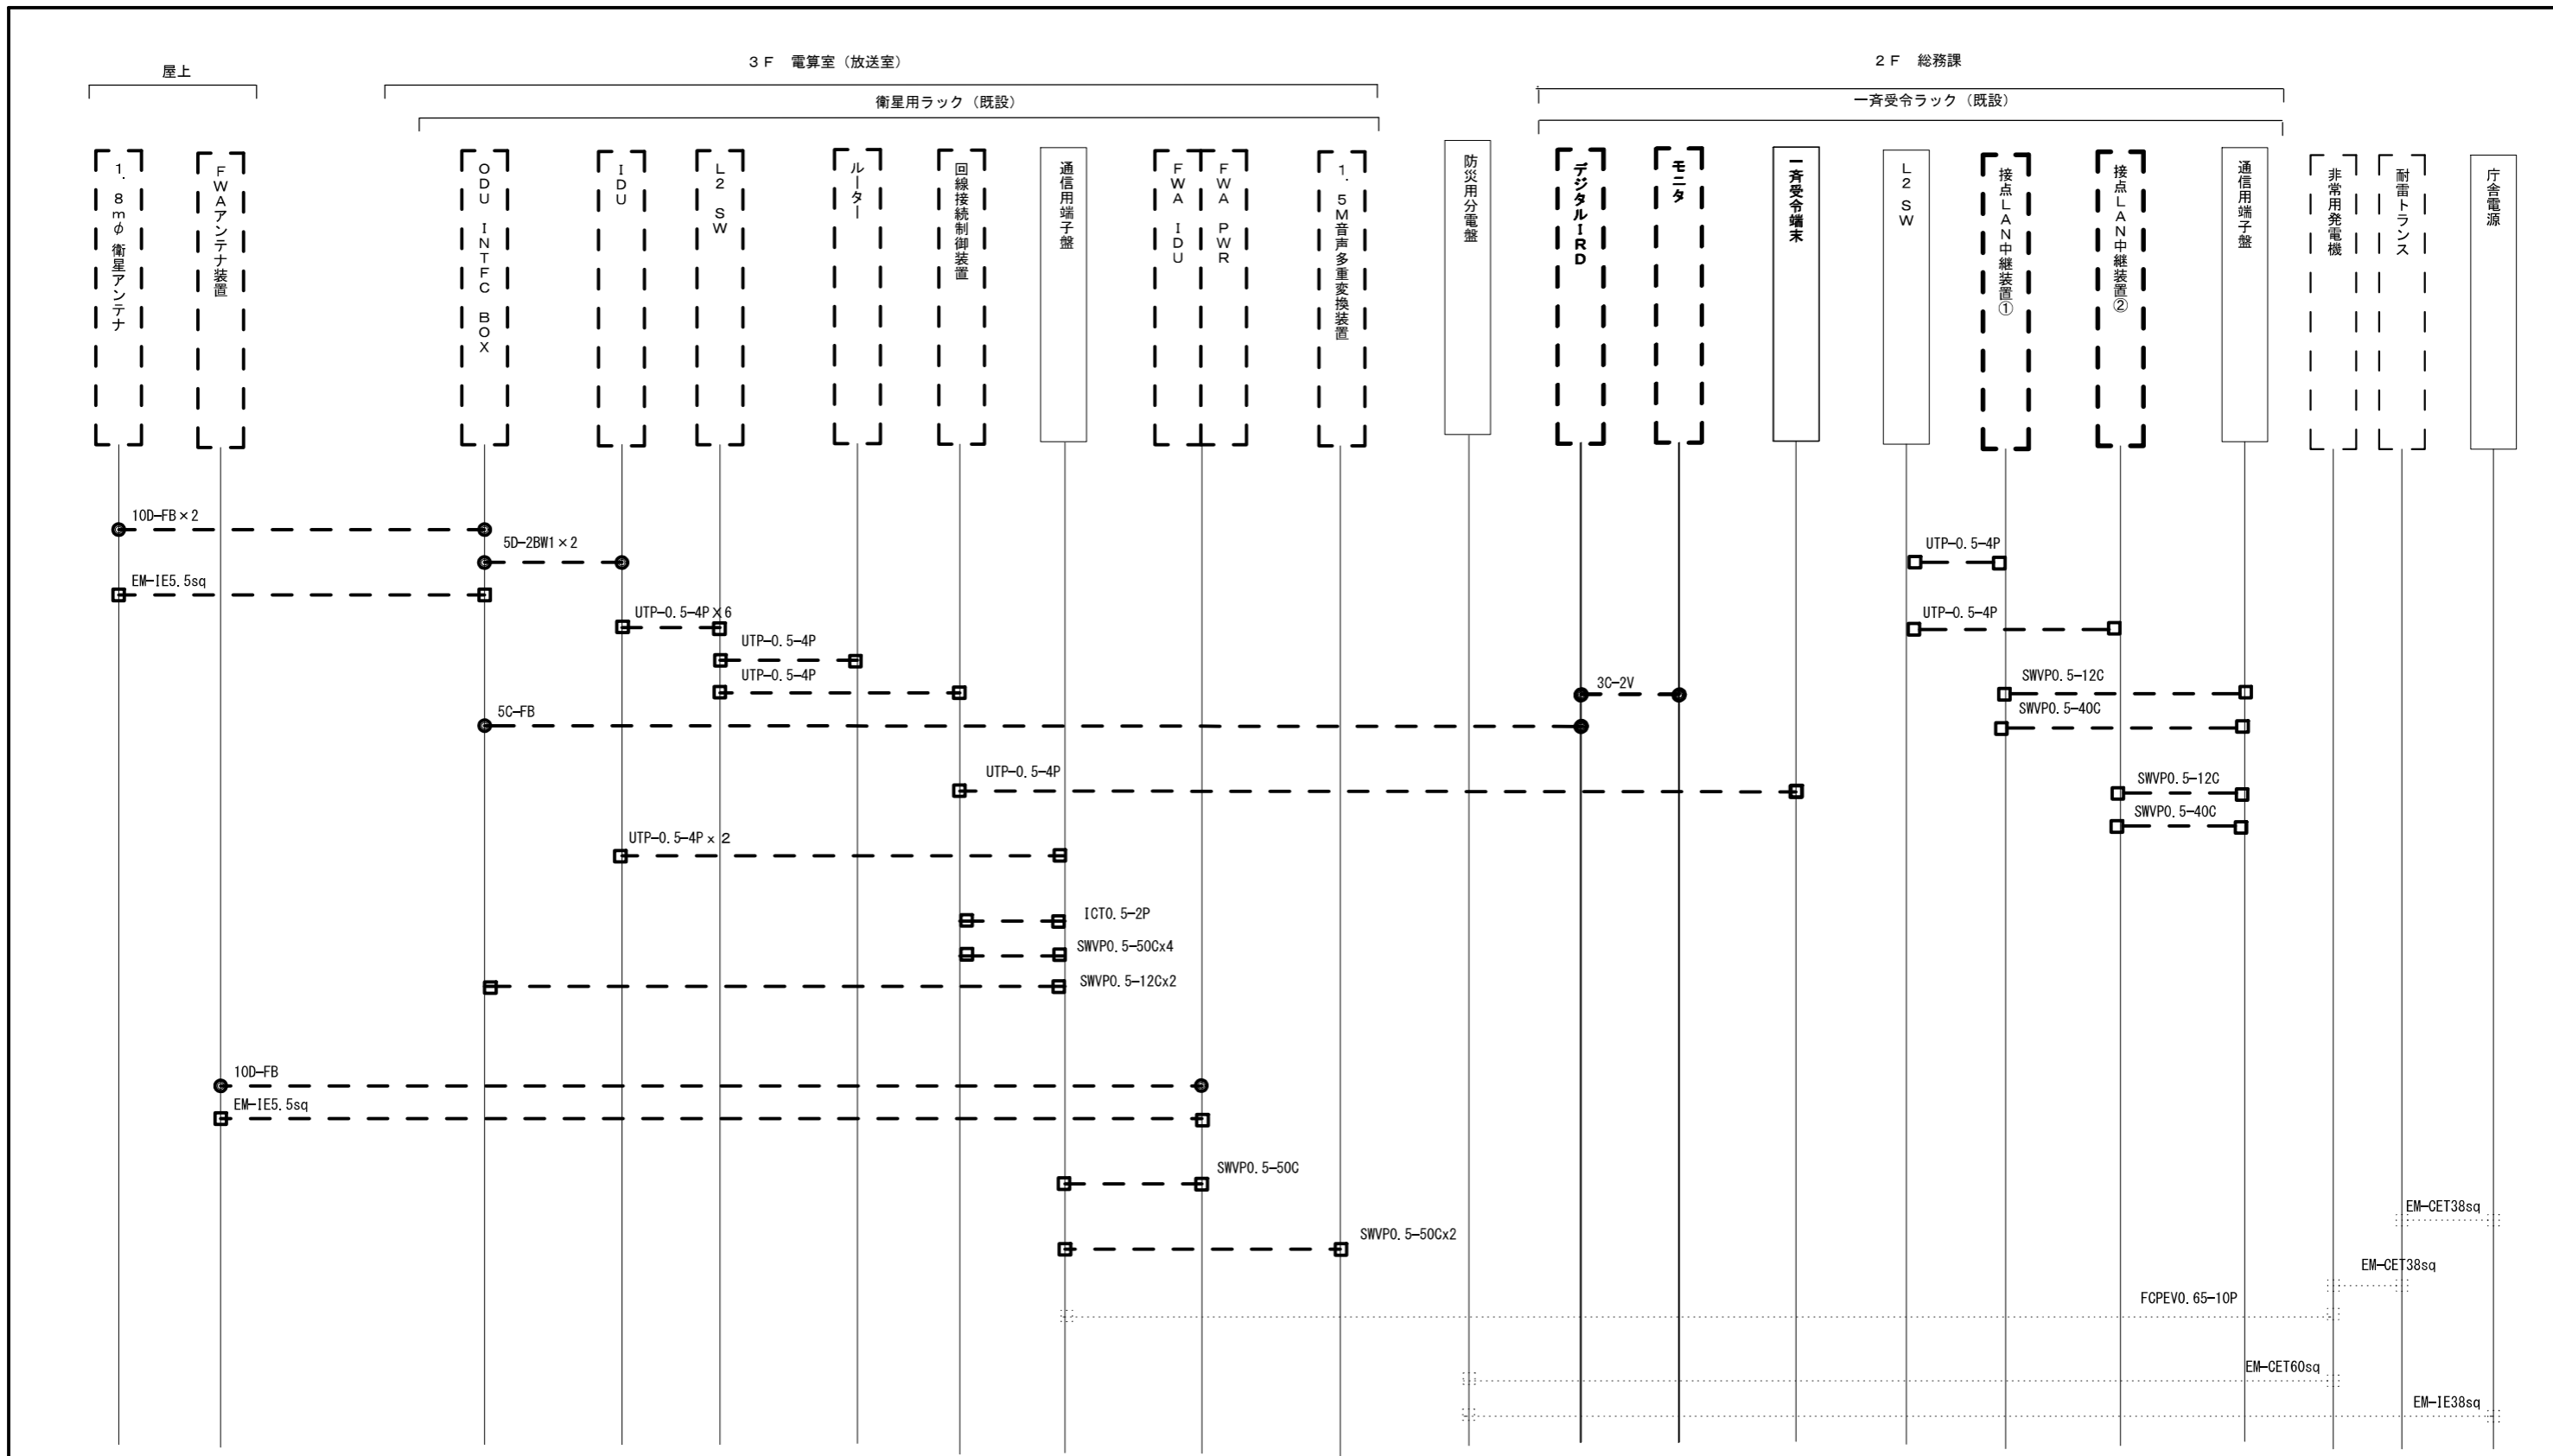 屋上
３Ｆ　電算室（放送室）
２Ｆ　総務課
衛星用ラック（既設）
一斉受令ラック（既設）
１．８ｍφ 衛星アンテナ
ＦＷＡアンテナ装置
ＯＤＵ　ＩＮＴＦＣ　ＢＯＸ
ＩＤＵ
Ｌ２　ＳＷ
ルーター
回線接続制御装置
通信用端子盤
ＦＷＡ　ＩＤＵ
ＦＷＡ　ＰＷＲ
１．５Ｍ音声多重変換装置
防災用分電盤
デジタルＩＲＤ
モニタ
一斉受令端末
Ｌ２ ＳＷ
接点ＬＡＮ中継装置①
接点ＬＡＮ中継装置②
通信用端子盤
非常用発電機
耐雷トランス
庁舎電源
10D-FB×2
5D-2BW1×2
UTP-0.5-4P
EM-IE5.5sq
UTP-0.5-4P×6
UTP-0.5-4P
UTP-0.5-4P
UTP-0.5-4P
3C-2V
SWVP0.5-12C
5C-FB
SWVP0.5-40C
UTP-0.5-4P
SWVP0.5-12C
SWVP0.5-40C
UTP-0.5-4P×２
ICT0.5-2P
SWVP0.5-50Cx4
SWVP0.5-12Cx2
10D-FB
EM-IE5.5sq
SWVP0.5-50C
EM-CET38sq
SWVP0.5-50Cx2
EM-CET38sq
FCPEV0.65-10P
EM-CET60sq
EM-IE38sq